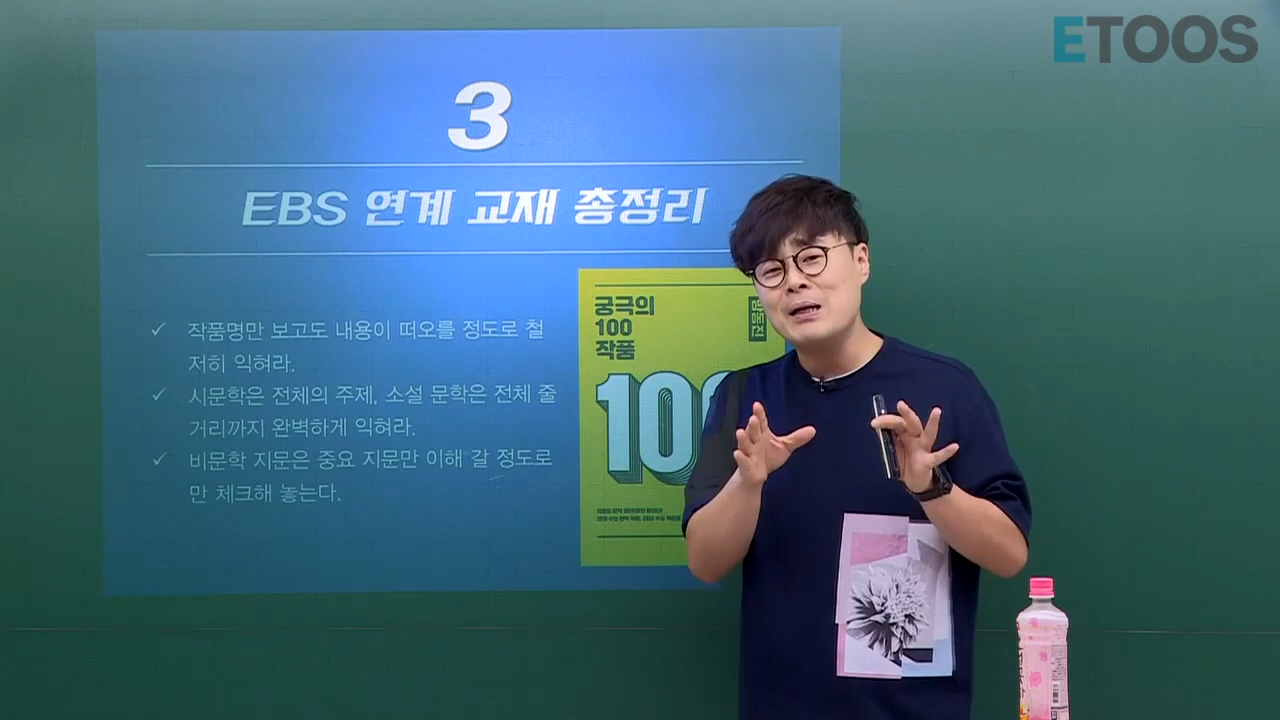 ETOOS
3
EBS 연계 교재 총정리
✓ 작품명만 보고도 내용이 떠오를 정도로 철
저히 익혀라.
✓ 시문학은 전체의 주제, 소설 문학은 전체 줄
거리까지 완벽하게 익혀라.
✓ 비문학 지문은 중요 지문만 이해 갈 정도로
만 체크해 놓는다.
궁극의
100
작품
100